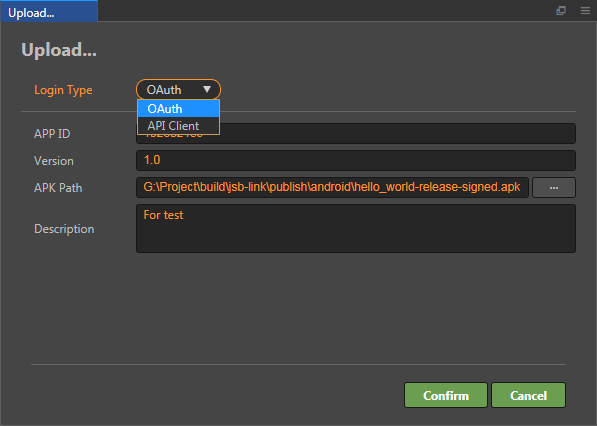 Upload...
Upload...
Login Type OAuth
OAuth
API Client
APP ID
Version 1.0
APK Path G:\Project\build\jsb-link\publish\android\hello_world-release-signed.apk ...
Description For test
Confirm Cancel